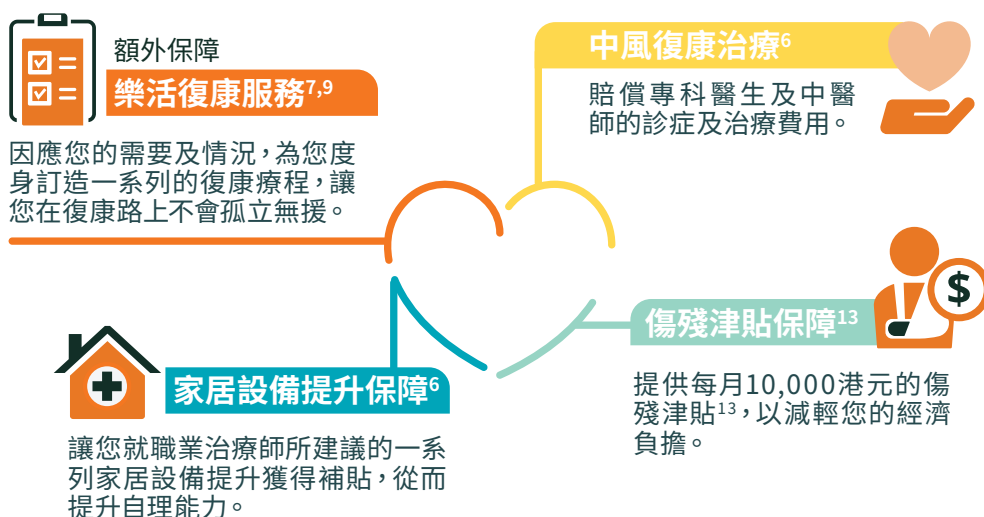 額外保障
樂活復康服務7,9
因應您的需要及情況，為您度
身訂造一系列的復康療程，讓
您在復康路上不會孤立無援。
中風復康治療6
賠償專科醫生及中醫
師的診症及治療費用。
家居設備提升保障6
讓您就職業治療師所建議的一系
列家居設備提升獲得補貼，從而
提升自理能力。
$
傷殘津貼保障13
提供每月10,000港元的傷
殘津貼13，以減輕您的經濟
負擔。